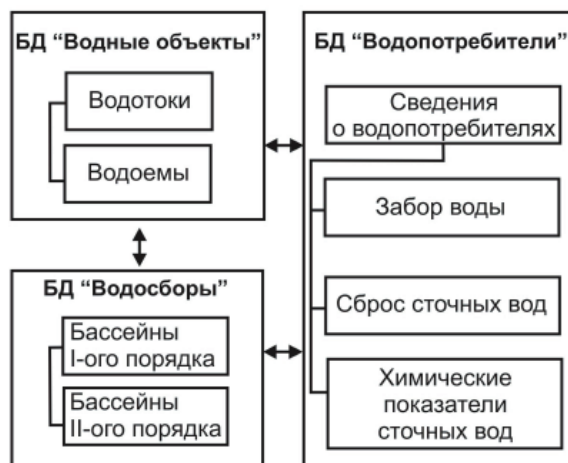 БД “Водные объекты”
Водотоки
Водоемы
БД “Водосборы”
Бассейны
I-ого порядка
Бассейны
II-ого порядка
БД “Водопотребители”
Сведения
о водопотребителях
Забор воды
Сброс сточных вод
Химические
показатели
сточных вод